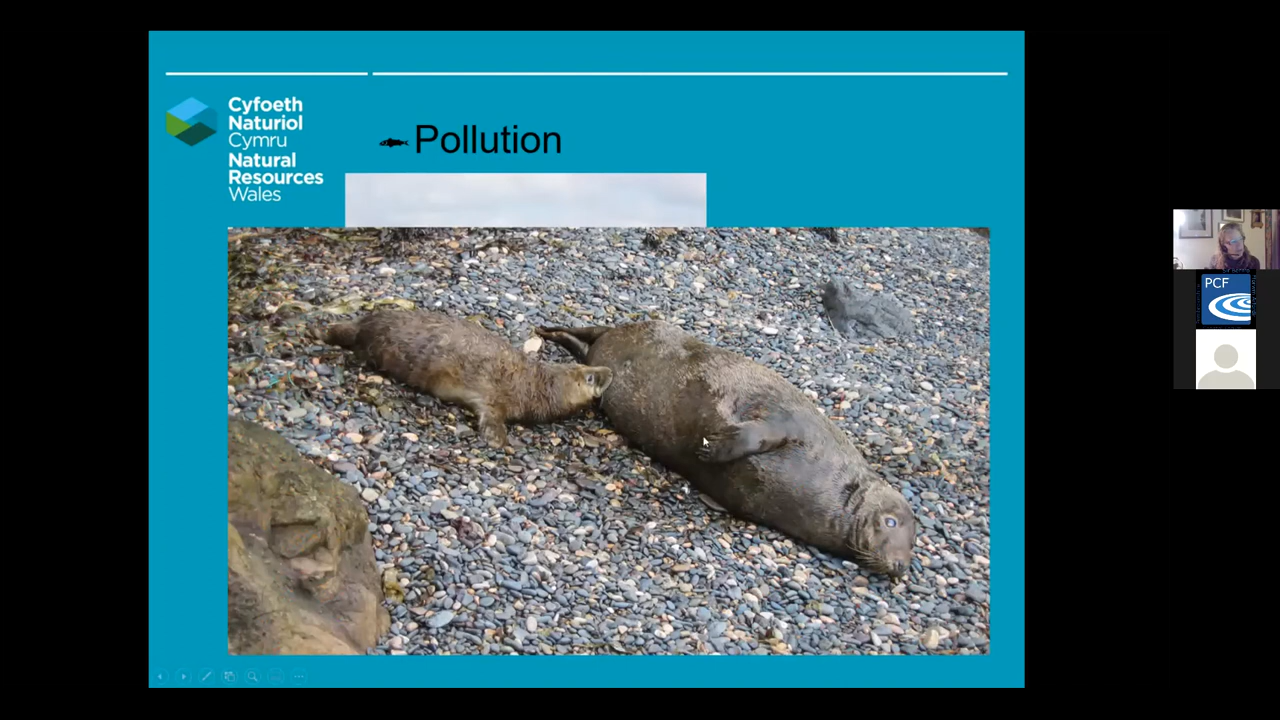 Cyfoeth
Naturiol
Cymru
Natural
Resources
Wales
Pollution
PCF